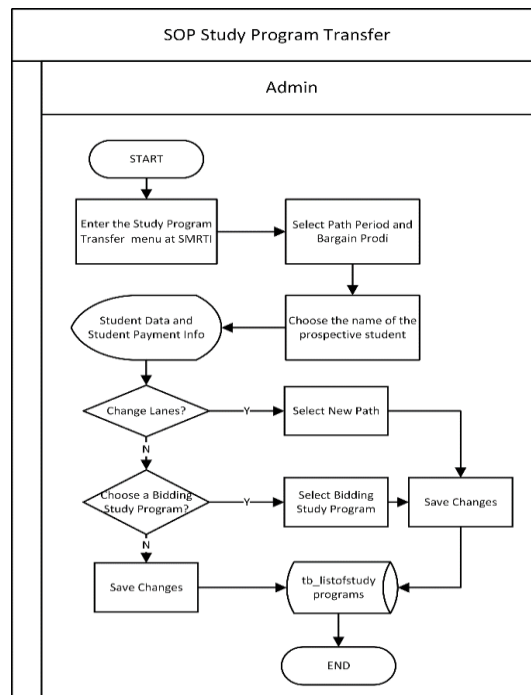 SOP Study Program Transfer
Admin
START
Enter the Study Program
Transfer menu at SMRTI
Select Path Period and
Bargain Prodi
Student Data and
Student Payment Info
Choose the name of the
prospective student
Change Lanes?
Y
Select New Path
N
Choose a Bidding
Study Program?
Y
Select Bidding
Study Program
Save Changes
N
Save Changes
tb_listofstudy
programs
END